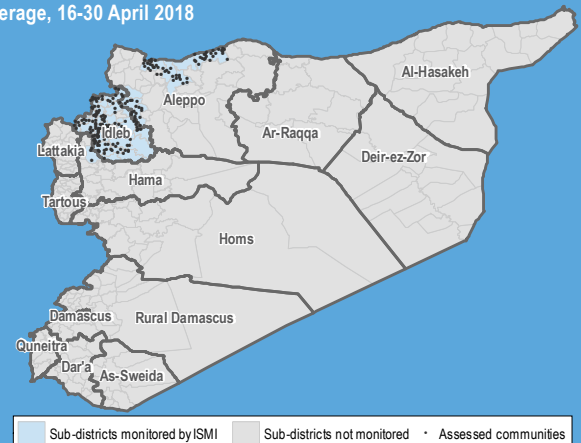 erage, 16-30 April 2018
Al-Hasakeh
Aleppo
Ar-Raqqa
Idleb
Lattakia
Deir-ez-Zor
Hama
Tartous
Homs
Damascus
Rural Damascus
Quneitra
Dar'a
As-Sweida
Sub-districts monitored by ISMI
Sub-districts not monitored
Assessed communities